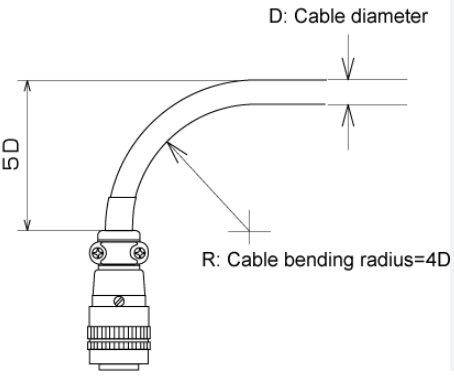 D: Cable diameter
5D
R: Cable bending radius=4D